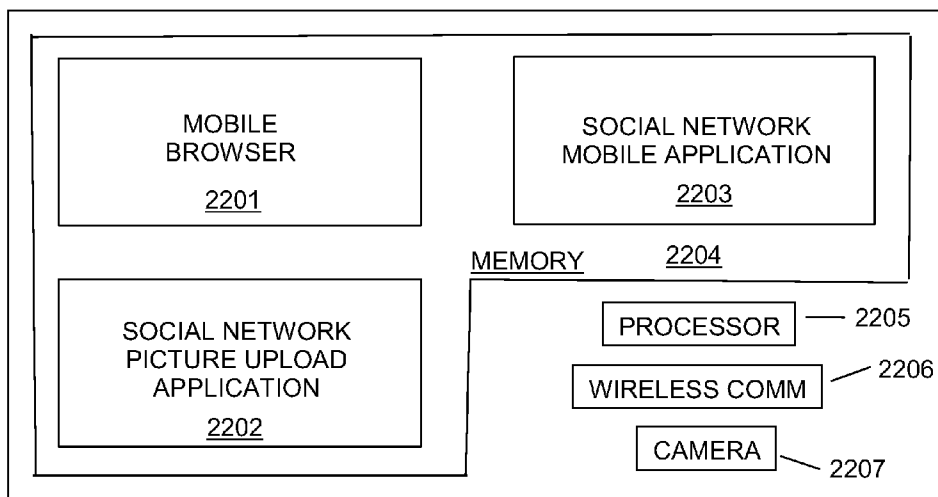 MOBILE
BROWSER
2201
SOCIAL NETWORK
MOBILE APPLICATION
2203
MEMORY
2204
SOCIAL NETWORK
PICTURE UPLOAD
APPLICATION
2202
PROCESSOR
2205
WIRELESS COMM
2206
CAMERA
2207